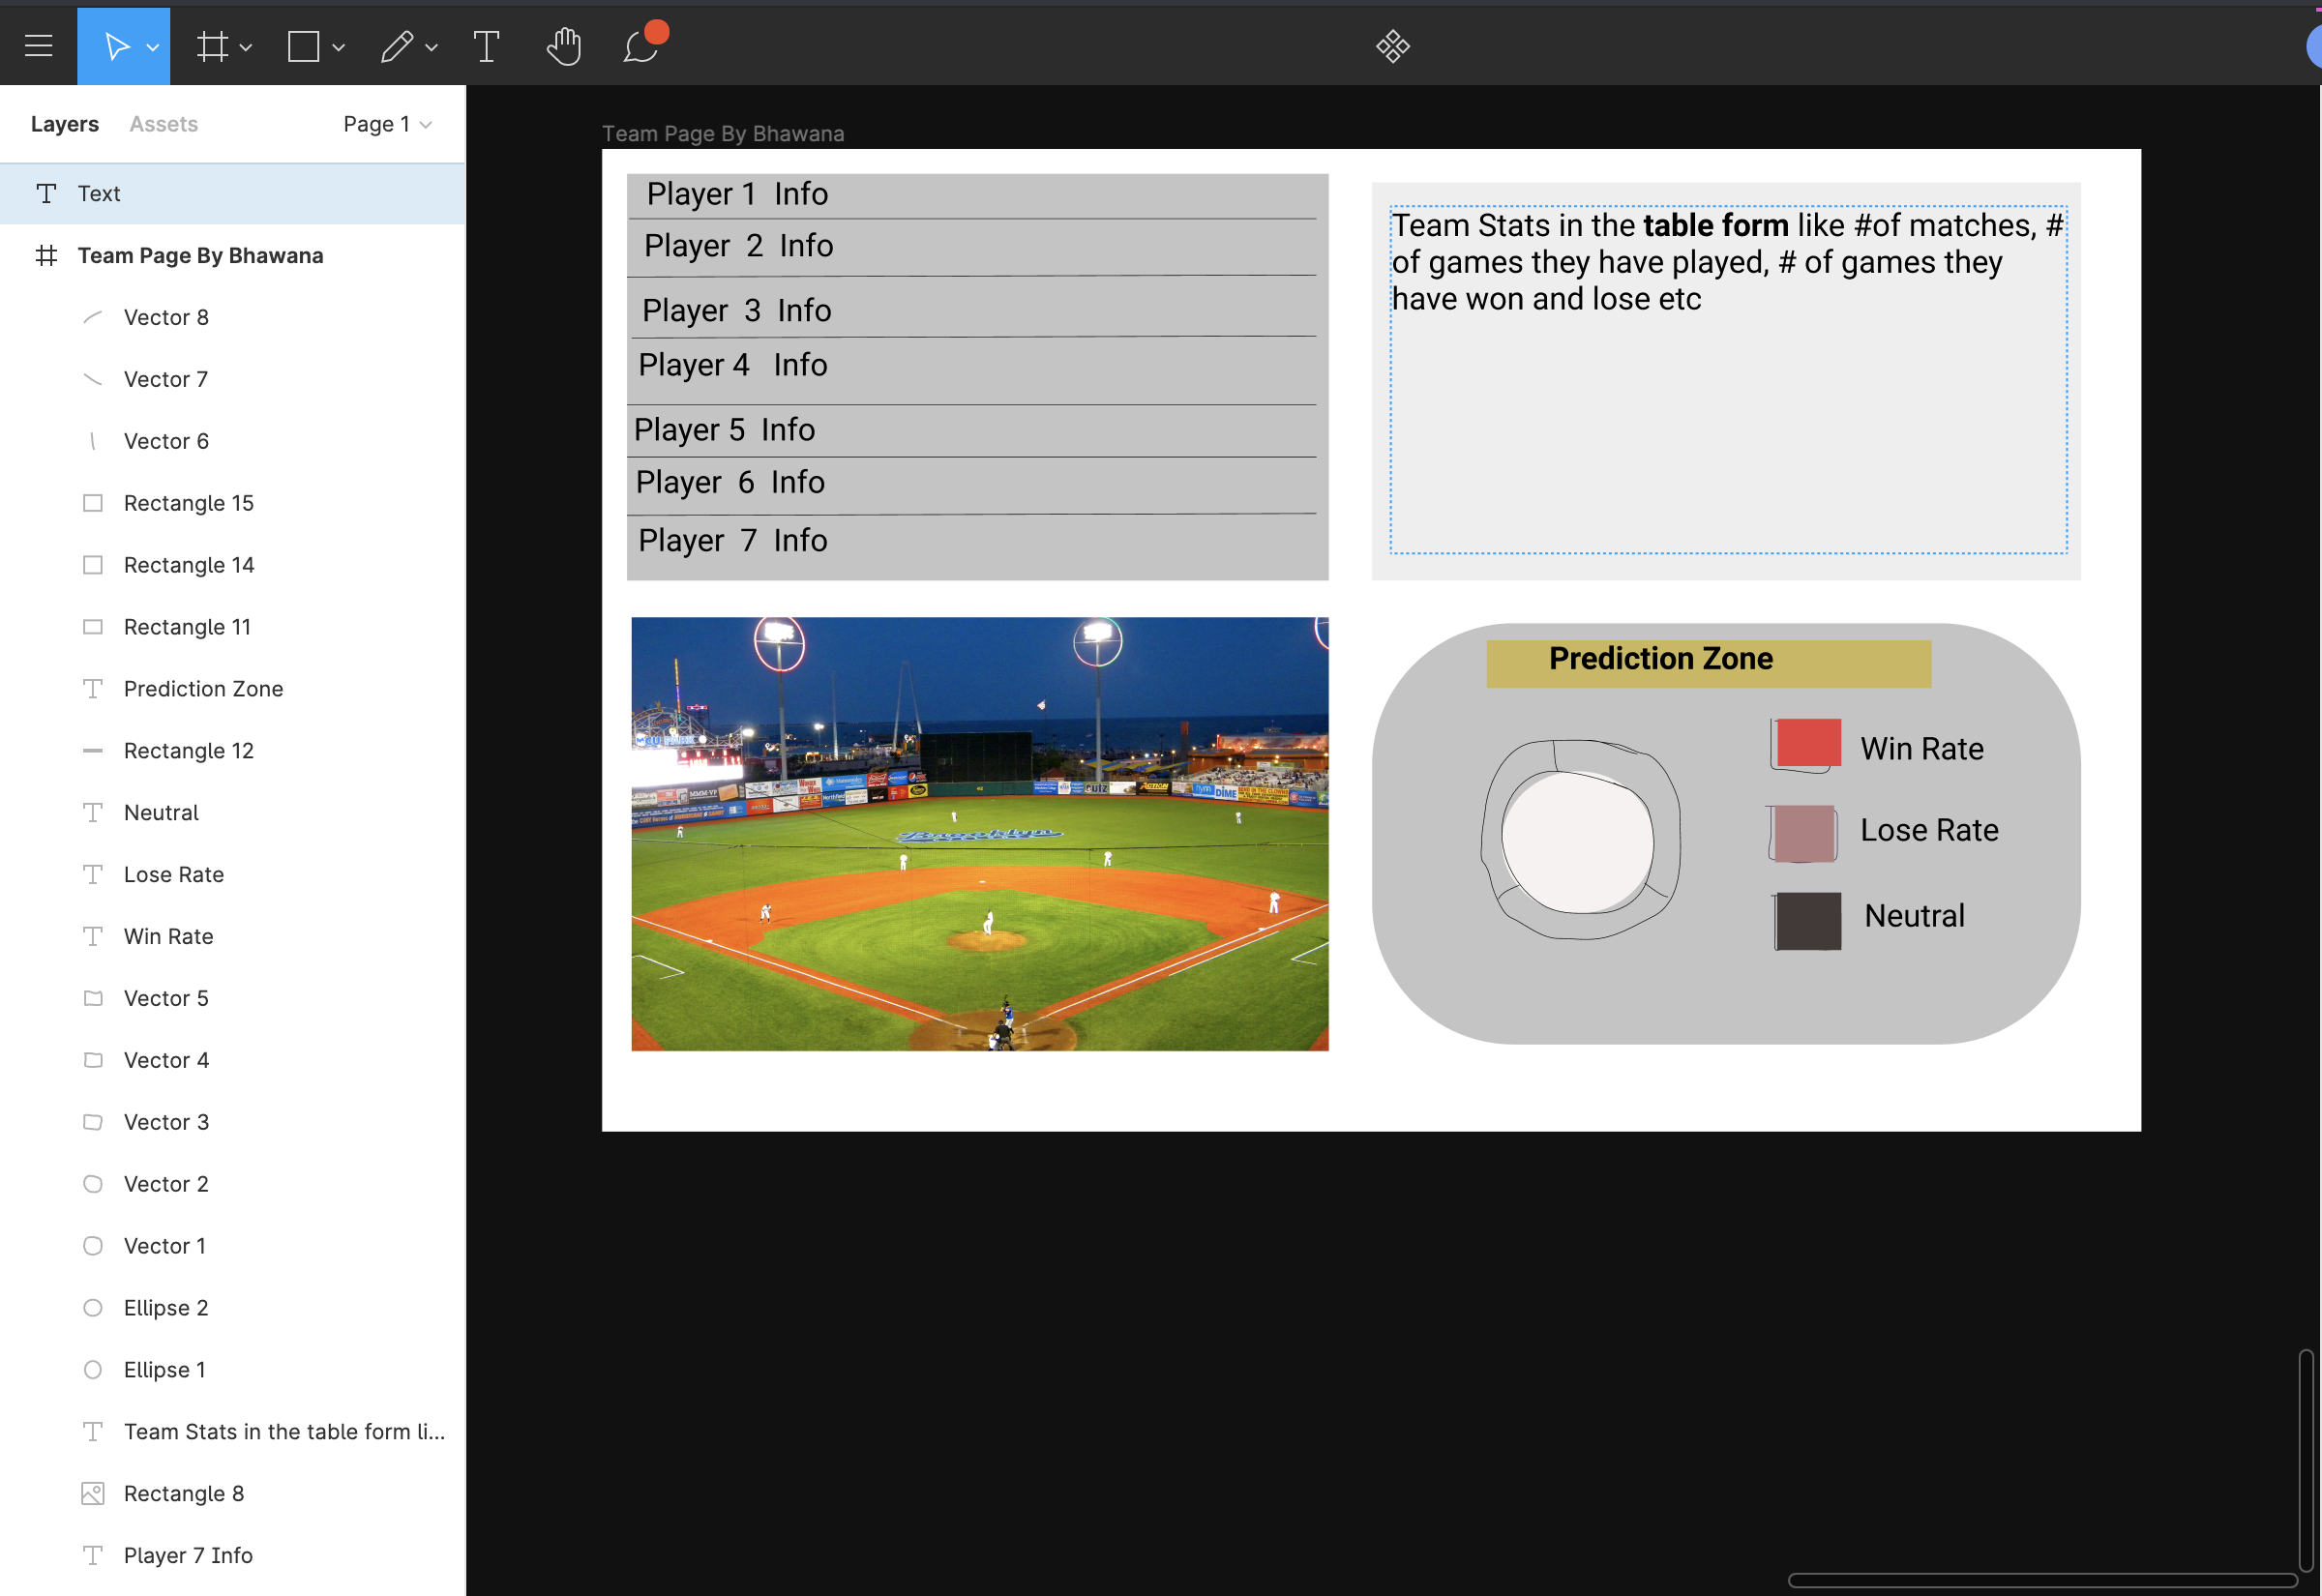 Layers
Assets
Page 1
Text
Team Page By Bhawana
Vector 8
Vector 7
Vector 6
Rectangle 15
Rectangle 14
Rectangle 11
Prediction Zone
Rectangle 12
Neutral
Lose Rate
Win Rate
Vector 5
Vector 4
Vector 3
Vector 2
Vector 1
Ellipse 2
Ellipse 1
Team Stats in the table form li...
Rectangle 8
Player 7 Info
Team Page By Bhawana
Player 1 Info
Player 2 Info
Player 3 Info
Player 4 Info
Player 5 Info
Player 6 Info
Player 7 Info
Team Stats in the table form like #of matches, #
of games they have played, # of games they
have won and lose etc
Brooklyn
Prediction Zone
Win Rate
Lose Rate
Neutral